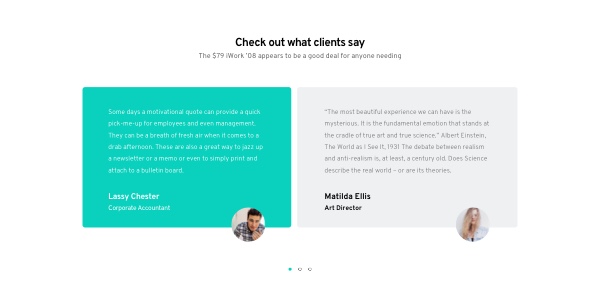 Check out what clients say
The $79 iWork ’08 appears to be a good deal for anyone needing
Some days a motivational quote can provide a quick
pick-me-up for employees and even management.
They can be a breath of fresh air when it comes to a
drab afternoon. These are also a great way to jazz up
a newsletter or a memo or even to simply print and
attach to a bulletin board.
Lassy Chester
Corporate Accountant
“The most beautiful experience we can have is the
mysterious. It is the fundamental emotion that stands at
the cradle of true art and true science.” Albert Einstein,
The World as I See It, 1931 The debate between realism
and anti-realism is, at least, a century old. Does Science
describe the real world – or are its theories.
Matilda Ellis
Art Director